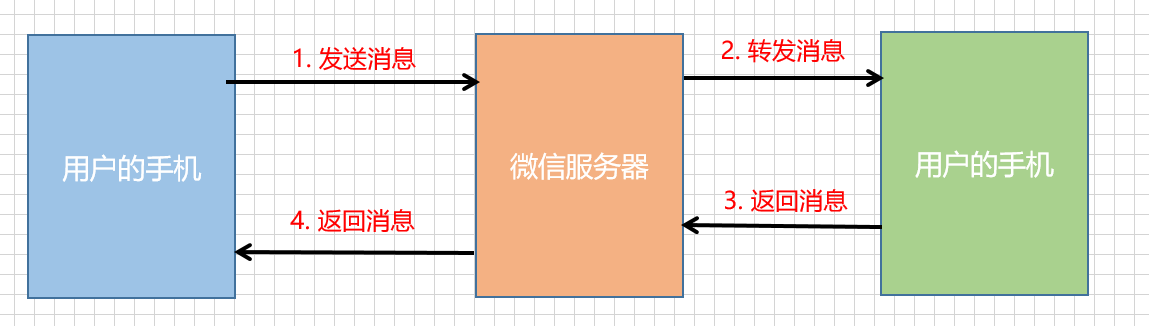 1. 发送消息
2. 转发消息
用户的手机
微信服务器
用户的手机
3. 返回消息
4. 返回消息